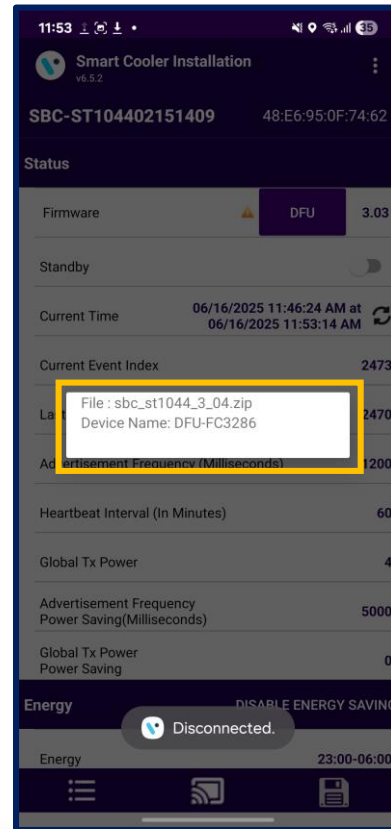 11:53
35
Smart Cooler Installation
v6.5.2
SBC-ST104402151409 48:E6:95:0F:74:62
Status
Firmware DFU 3.03
Standby
Current Time 06/16/2025 11:46:24 AM at
06/16/2025 11:53:14 AM
Current Event Index 2473
File : sbc_st1044_3_04.zip
La 2470
Device Name: DFU-FC3286
Advertisement Frequency (Milliseconds) 1200
Heartbeat Interval (In Minutes) 60
Global Tx Power 4
Advertisement Frequency
Power Saving(Milliseconds) 5000
Global Tx Power
Power Saving 0
Energy DISABLE ENERGY SAVING
Disconnected.
Energy 23:00-06:00